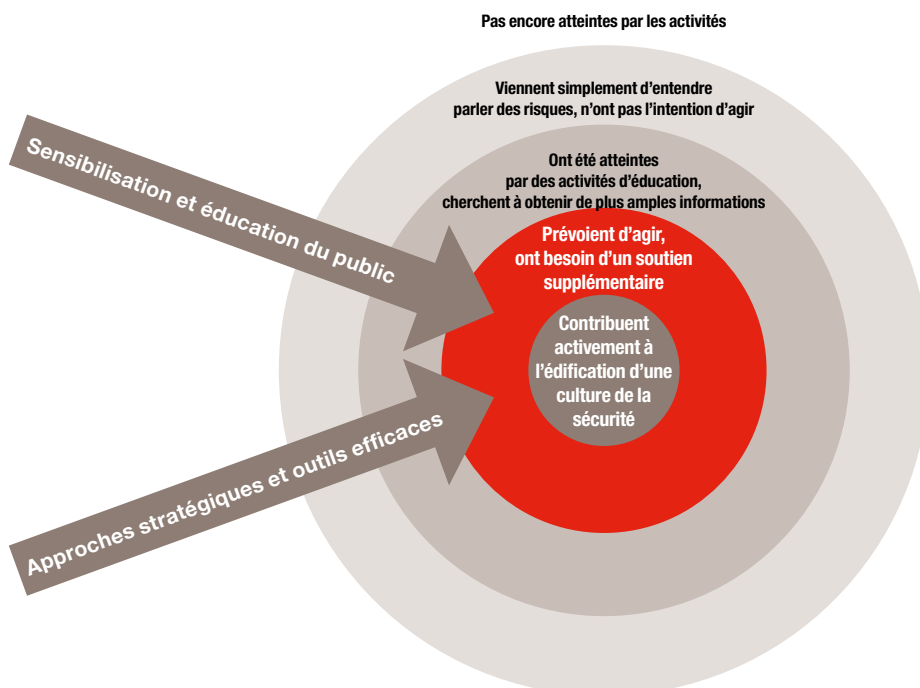 Pas encore atteintes par les activités
Viennent simplement d'entendre
parler des risques, n'ont pas l'intention d'agir
Ont été atteintes
par des activités d'éducation,
cherchent à obtenir de plus amples informations
Prévoient d'agir,
ont besoin d'un soutien
supplémentaire
Contribuent
activement à
l'édification d'une
culture de la
sécurité
Sensibilisation et éducation du public
Approches stratégiques et outils efficaces